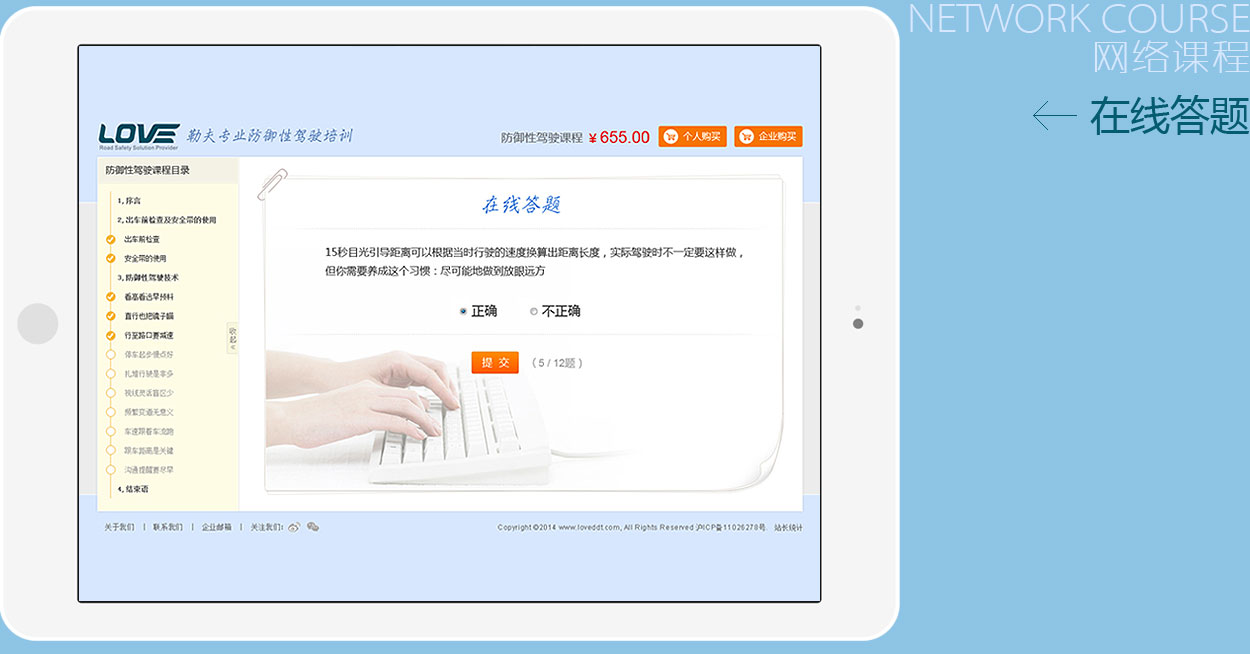 NETWORK COURSE
网络课程
在线答题
LOVE
Road Safety Solution Provider
勒夫专业防御性驾驶培训
防御性驾驶课程 ¥655.00
个人购买
企业购买
防御性驾驶课程目录
1, 序言
2, 出车前检查及安全带的使用
出车前检查
安全带的使用
3, 防御性驾驶技术
看高看远早预料
直行也把镜子瞄
行至路口要减速
停车起步慢点好
扎堆行驶是非多
视线灵活盲区少
频繁变道无意义
车速跟着车流跑
跟车距离是关键
沟通提醒要尽早
4, 结束语
在线答题
15秒目光引导距离可以根据当时行驶的速度换算出距离长度，实际驾驶时不一定要这样做，
但你需要养成这个习惯：尽可能地做到放眼远方
正确
不正确
提 交
( 5 / 12题 )
关于我们 | 联系我们 | 企业邮箱 | 关注我们:
Copyright ©2014 www.loveddt.com, All Rights Reserved 沪ICP备11026278号. 站长统计